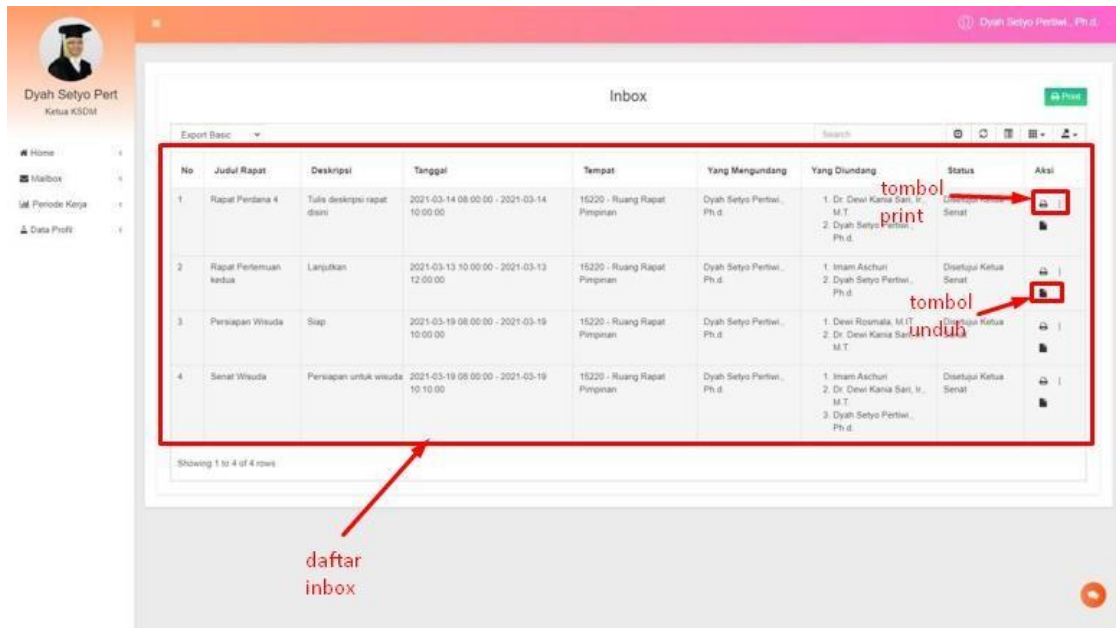 Dyah Setyo Pertiwi., Ph.d.
Dyah Setyo Pert
Ketua KSDM
Home
Mailbox
Periode Kerja
Data Profil
Inbox
Print
Export Basic
Search
No Judul Rapat Deskripsi Tanggal Tempat Yang Mengundang Yang Diundang Status Aksi
1 Rapat Perdana 4 Tulis deskripsi rapat 2021-03-14 08:00:00 - 2021-03-14 15220 - Ruang Rapat Dyah Setyo Pertiwi., 1. Dr. Dewi Kania Sari, Ir., Disetujui Ketua
disini 10:00:00 Pimpinan Ph.d. M.T. Senat
2. Dyah Setyo Pertiwi.,
Ph.d.
tombol
print
2 Rapat Pertemuan Lanjutkan 2021-03-13 10:00:00 - 2021-03-13 15220 - Ruang Rapat Dyah Setyo Pertiwi., 1. Imam Aschuri Disetujui Ketua
kedua 12:00:00 Pimpinan Ph.d. 2. Dyah Setyo Pertiwi., Senat
Ph.d.
tombol
unduh
3 Persiapan Wisuda Siap 2021-03-19 08:00:00 - 2021-03-19 15220 - Ruang Rapat Dyah Setyo Pertiwi., 1. Dewi Rosmala, M.IT. Disetujui Ketua
10:00:00 Pimpinan Ph.d. 2. Dr. Dewi Kania Sari, Senat
M.T.
4 Senat Wisuda Persiapan untuk wisuda 2021-03-19 08:00:00 - 2021-03-19 15220 - Ruang Rapat Dyah Setyo Pertiwi., 1. Imam Aschuri Disetujui Ketua
10:10:00 Pimpinan Ph.d. 2. Dr. Dewi Kania Sari, Ir., Senat
M.T.
3. Dyah Setyo Pertiwi.,
Ph.d.
Showing 1 to 4 of 4 rows
daftar
inbox